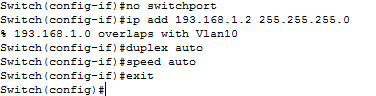 Switch(config-if)#no switchport
Switch(config-if)#ip add 193.168.1.2 255.255.255.0
% 193.168.1.0 overlaps with Vlan10
Switch(config-if)#duplex auto
Switch(config-if)#speed auto
Switch(config-if)#exit
Switch(config)#